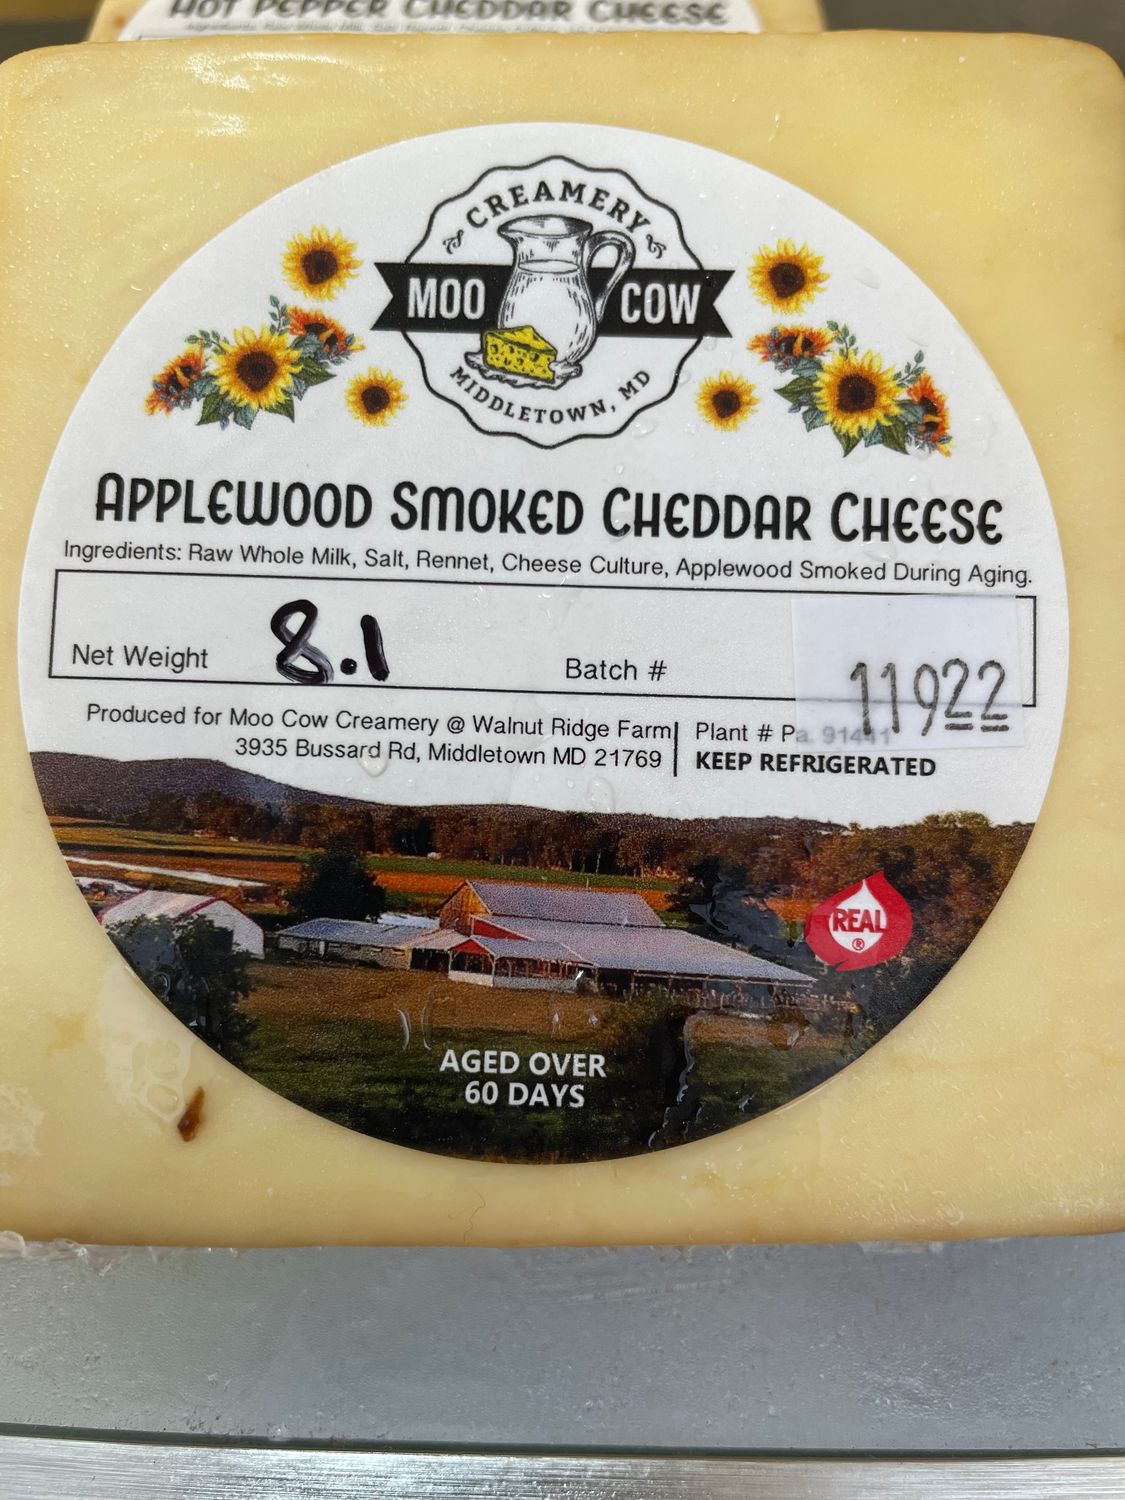 HOT PEPPER CHEDDAR CHEESE
CREAMERY
MOO COW
MIDDLETOWN, MD
APPLEWOOD SMOKED CHEDDAR CHEESE
Ingredients: Raw Whole Milk, Salt, Rennet, Cheese Culture, Applewood Smoked During Aging.
Net Weight 8.1 Batch # 11922
Produced for Moo Cow Creamery @ Walnut Ridge Farm
3935 Bussard Rd, Middletown MD 21769
Plant # Pa.
KEEP REFRIGERATED
REAL
®
AGED OVER
60 DAYS